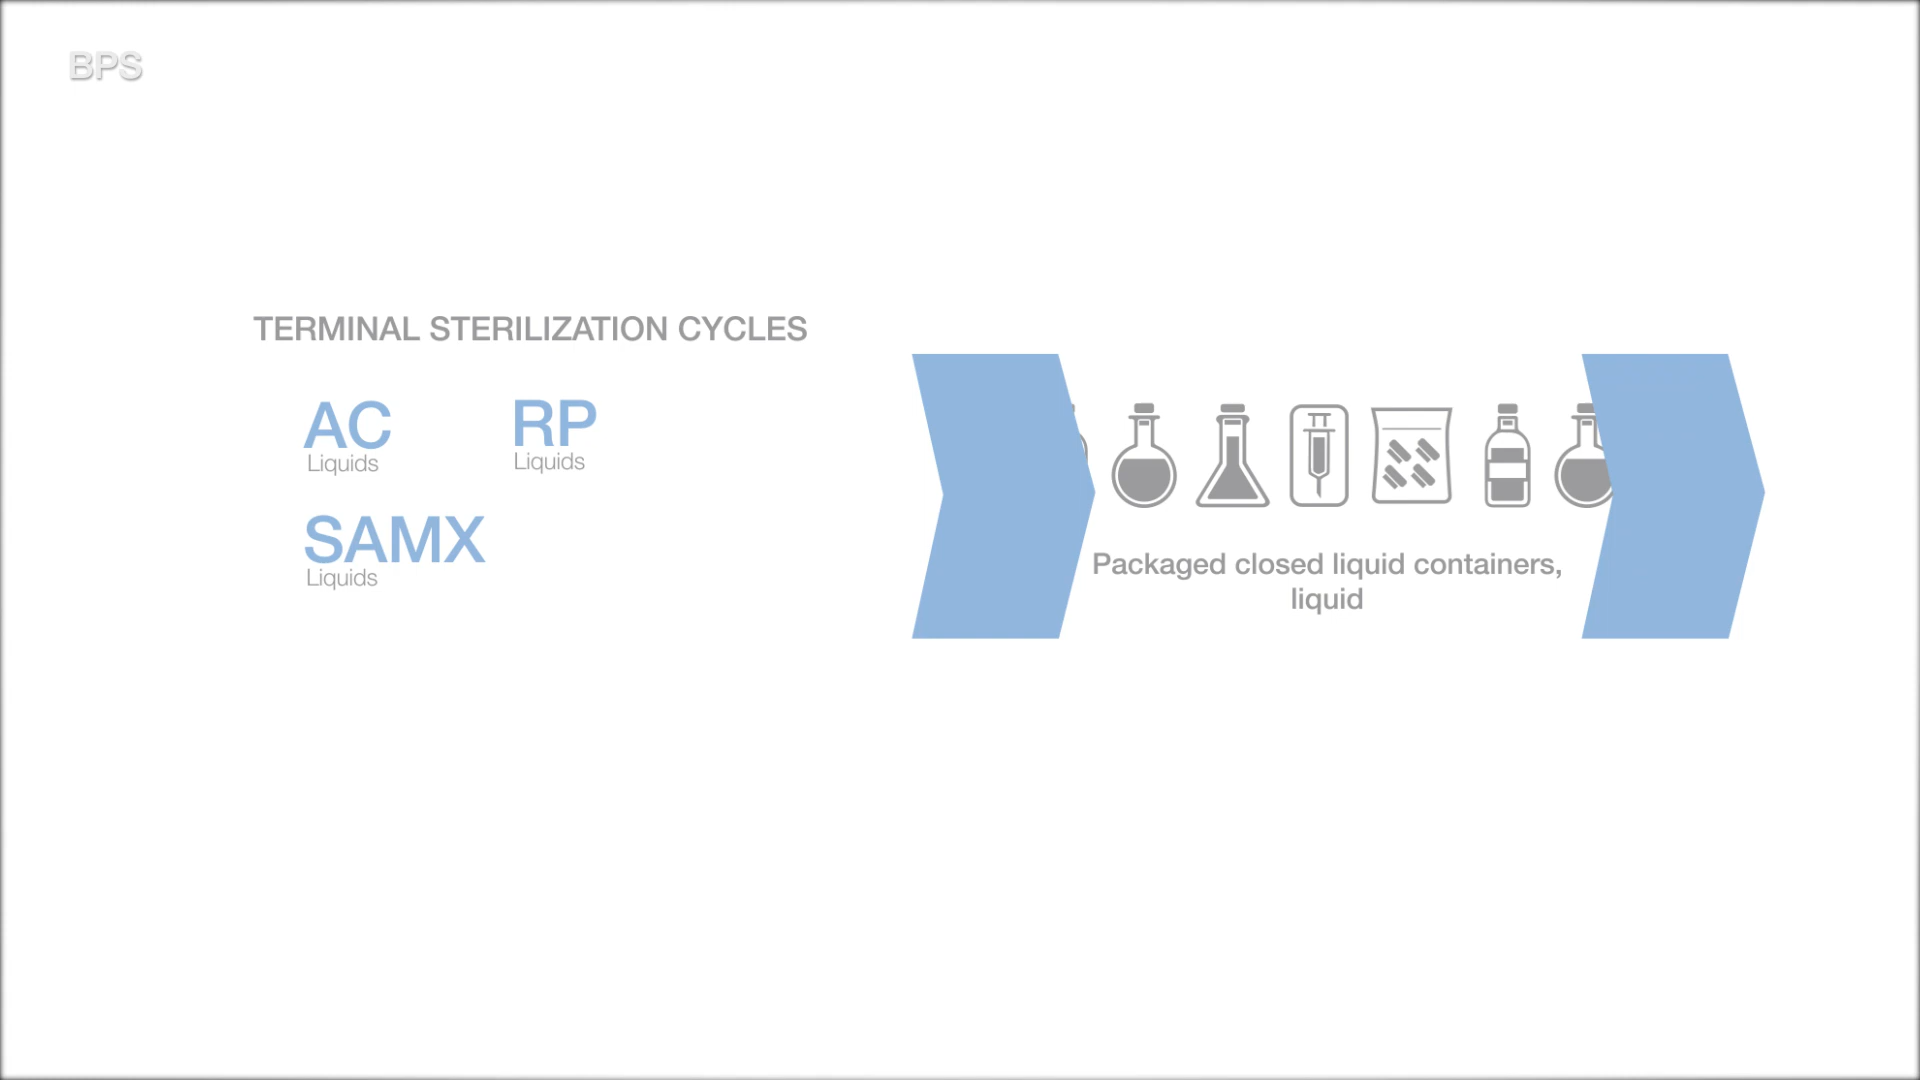 BPS
TERMINAL STERILIZATION CYCLES
AC
Liquids
RP
Liquids
SAMX
Liquids
Packaged closed liquid containers,
liquid